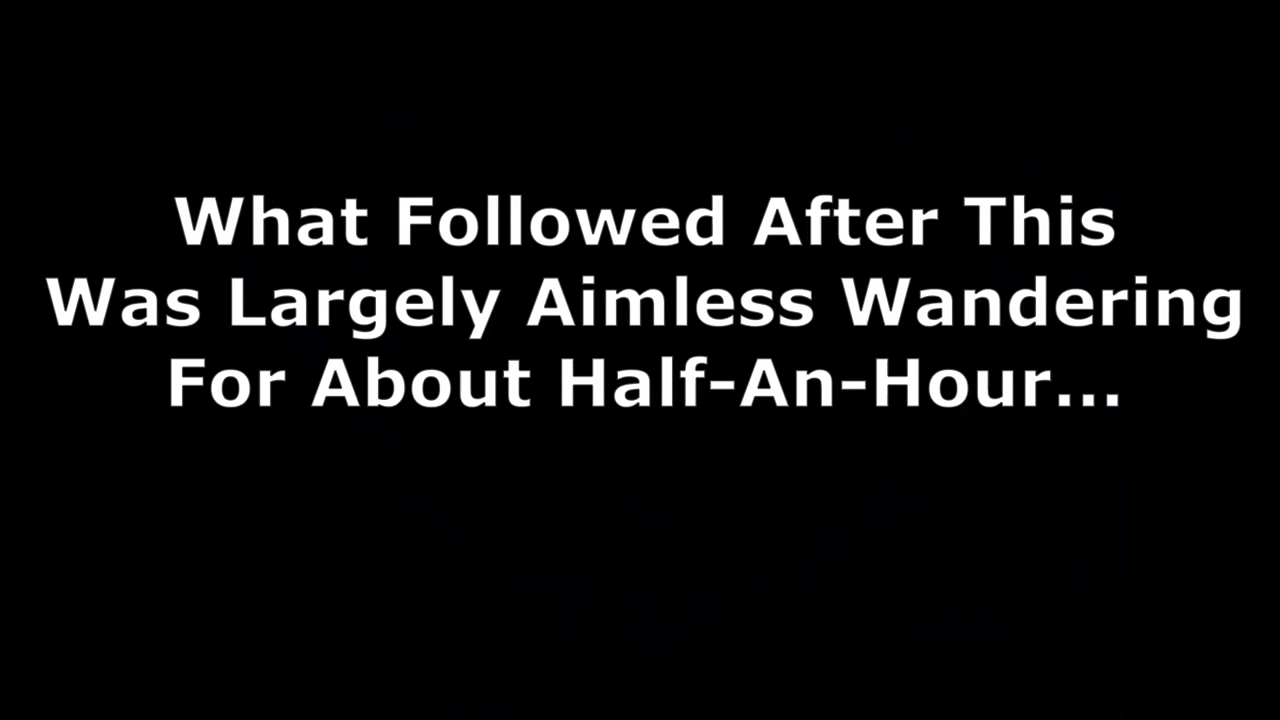 What Followed After This
Was Largely Aimless Wandering
For About Half-An-Hour...